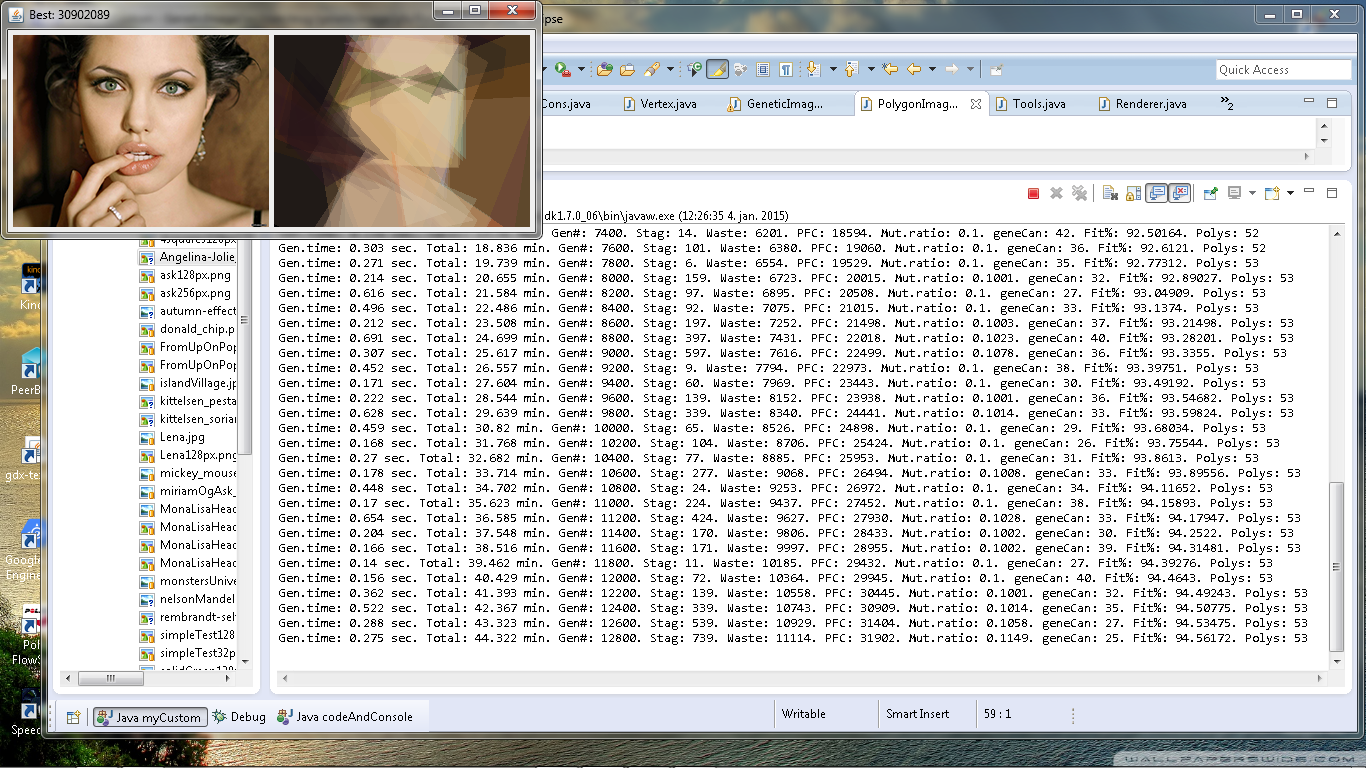 Best: 30902089
pse
Quick Access
Cons.java
Vertex.java
GeneticImag...
PolygonImag...
Tools.java
Renderer.java
»2
dk1.7.0_06\bin\javaw.exe (12:26:35 4. jan. 2015)
Gen#: 7400. Stag: 14. Waste: 6201. PFC: 18594. Mut.ratio: 0.1. geneCan: 42. Fit%: 92.50164. Polys: 52
Gen.time: 0.303 sec. Total: 18.836 min. Gen#: 7600. Stag: 101. Waste: 6380. PFC: 19060. Mut.ratio: 0.1. geneCan: 36. Fit%: 92.6121. Polys: 52
Gen.time: 0.271 sec. Total: 19.739 min. Gen#: 7800. Stag: 6. Waste: 6554. PFC: 19529. Mut.ratio: 0.1. geneCan: 35. Fit%: 92.77312. Polys: 53
Gen.time: 0.214 sec. Total: 20.655 min. Gen#: 8000. Stag: 159. Waste: 6723. PFC: 20015. Mut.ratio: 0.1001. geneCan: 32. Fit%: 92.89027. Polys: 53
Gen.time: 0.616 sec. Total: 21.584 min. Gen#: 8200. Stag: 97. Waste: 6895. PFC: 20508. Mut.ratio: 0.1. geneCan: 27. Fit%: 93.04909. Polys: 53
Gen.time: 0.496 sec. Total: 22.486 min. Gen#: 8400. Stag: 92. Waste: 7075. PFC: 21015. Mut.ratio: 0.1. geneCan: 33. Fit%: 93.1374. Polys: 53
Gen.time: 0.212 sec. Total: 23.508 min. Gen#: 8600. Stag: 197. Waste: 7252. PFC: 21498. Mut.ratio: 0.1003. geneCan: 37. Fit%: 93.21498. Polys: 53
Gen.time: 0.691 sec. Total: 24.699 min. Gen#: 8800. Stag: 397. Waste: 7431. PFC: 22018. Mut.ratio: 0.1023. geneCan: 40. Fit%: 93.28201. Polys: 53
Gen.time: 0.307 sec. Total: 25.617 min. Gen#: 9000. Stag: 597. Waste: 7616. PFC: 22499. Mut.ratio: 0.1078. geneCan: 36. Fit%: 93.3355. Polys: 53
Gen.time: 0.452 sec. Total: 26.557 min. Gen#: 9200. Stag: 9. Waste: 7794. PFC: 22973. Mut.ratio: 0.1. geneCan: 38. Fit%: 93.39751. Polys: 53
Gen.time: 0.171 sec. Total: 27.604 min. Gen#: 9400. Stag: 60. Waste: 7969. PFC: 23443. Mut.ratio: 0.1. geneCan: 30. Fit%: 93.49192. Polys: 53
Gen.time: 0.222 sec. Total: 28.544 min. Gen#: 9600. Stag: 139. Waste: 8152. PFC: 23938. Mut.ratio: 0.1001. geneCan: 36. Fit%: 93.54682. Polys: 53
Gen.time: 0.628 sec. Total: 29.639 min. Gen#: 9800. Stag: 339. Waste: 8340. PFC: 24441. Mut.ratio: 0.1014. geneCan: 33. Fit%: 93.59824. Polys: 53
Gen.time: 0.459 sec. Total: 30.82 min. Gen#: 10000. Stag: 65. Waste: 8526. PFC: 24898. Mut.ratio: 0.1. geneCan: 29. Fit%: 93.68034. Polys: 53
Gen.time: 0.168 sec. Total: 31.768 min. Gen#: 10200. Stag: 104. Waste: 8706. PFC: 25424. Mut.ratio: 0.1. geneCan: 26. Fit%: 93.75544. Polys: 53
Gen.time: 0.27 sec. Total: 32.682 min. Gen#: 10400. Stag: 77. Waste: 8885. PFC: 25953. Mut.ratio: 0.1. geneCan: 31. Fit%: 93.8613. Polys: 53
Gen.time: 0.178 sec. Total: 33.714 min. Gen#: 10600. Stag: 277. Waste: 9068. PFC: 26494. Mut.ratio: 0.1008. geneCan: 33. Fit%: 93.89556. Polys: 53
Gen.time: 0.448 sec. Total: 34.702 min. Gen#: 10800. Stag: 24. Waste: 9253. PFC: 26972. Mut.ratio: 0.1. geneCan: 34. Fit%: 94.11652. Polys: 53
Gen.time: 0.17 sec. Total: 35.623 min. Gen#: 11000. Stag: 224. Waste: 9437. PFC: 27452. Mut.ratio: 0.1. geneCan: 38. Fit%: 94.15893. Polys: 53
Gen.time: 0.654 sec. Total: 36.585 min. Gen#: 11200. Stag: 424. Waste: 9627. PFC: 27930. Mut.ratio: 0.1028. geneCan: 33. Fit%: 94.17947. Polys: 53
Gen.time: 0.204 sec. Total: 37.548 min. Gen#: 11400. Stag: 170. Waste: 9806. PFC: 28433. Mut.ratio: 0.1002. geneCan: 30. Fit%: 94.2522. Polys: 53
Gen.time: 0.166 sec. Total: 38.516 min. Gen#: 11600. Stag: 171. Waste: 9997. PFC: 28955. Mut.ratio: 0.1002. geneCan: 39. Fit%: 94.31481. Polys: 53
Gen.time: 0.14 sec. Total: 39.462 min. Gen#: 11800. Stag: 11. Waste: 10185. PFC: 29432. Mut.ratio: 0.1. geneCan: 27. Fit%: 94.39276. Polys: 53
Gen.time: 0.156 sec. Total: 40.429 min. Gen#: 12000. Stag: 72. Waste: 10364. PFC: 29945. Mut.ratio: 0.1. geneCan: 40. Fit%: 94.4643. Polys: 53
Gen.time: 0.362 sec. Total: 41.393 min. Gen#: 12200. Stag: 139. Waste: 10558. PFC: 30445. Mut.ratio: 0.1001. geneCan: 32. Fit%: 94.49243. Polys: 53
Gen.time: 0.522 sec. Total: 42.367 min. Gen#: 12400. Stag: 339. Waste: 10743. PFC: 30909. Mut.ratio: 0.1014. geneCan: 35. Fit%: 94.50775. Polys: 53
Gen.time: 0.288 sec. Total: 43.323 min. Gen#: 12600. Stag: 539. Waste: 10929. PFC: 31404. Mut.ratio: 0.1058. geneCan: 27. Fit%: 94.53475. Polys: 53
Gen.time: 0.275 sec. Total: 44.322 min. Gen#: 12800. Stag: 739. Waste: 11114. PFC: 31902. Mut.ratio: 0.1149. geneCan: 25. Fit%: 94.56172. Polys: 53
Angelina-Jolie
ask128px.png
ask256px.png
autumn-effect
donald_chip.p
FromUpOnPop
FromUpOnPop
islandVillage.jp
kittelsen_pesta
kittelsen_sorian
Lena.jpg
Lena128px.png
mickey_mouse
miriamOgAsk_
MonaLisaHead
MonaLisaHead
MonaLisaHead
MonaLisaHead
monstersUnive
nelsonMandel
rembrandt-self
simpleTest128
simpleTest32p
Kin
PeerB
gdx-te
Google
Engine
Pol
FlowS
Speec
Java myCustom
Debug
Java codeAndConsole
Writable
Smart Insert
59 : 1
WALLPAPERSWIDE.COM